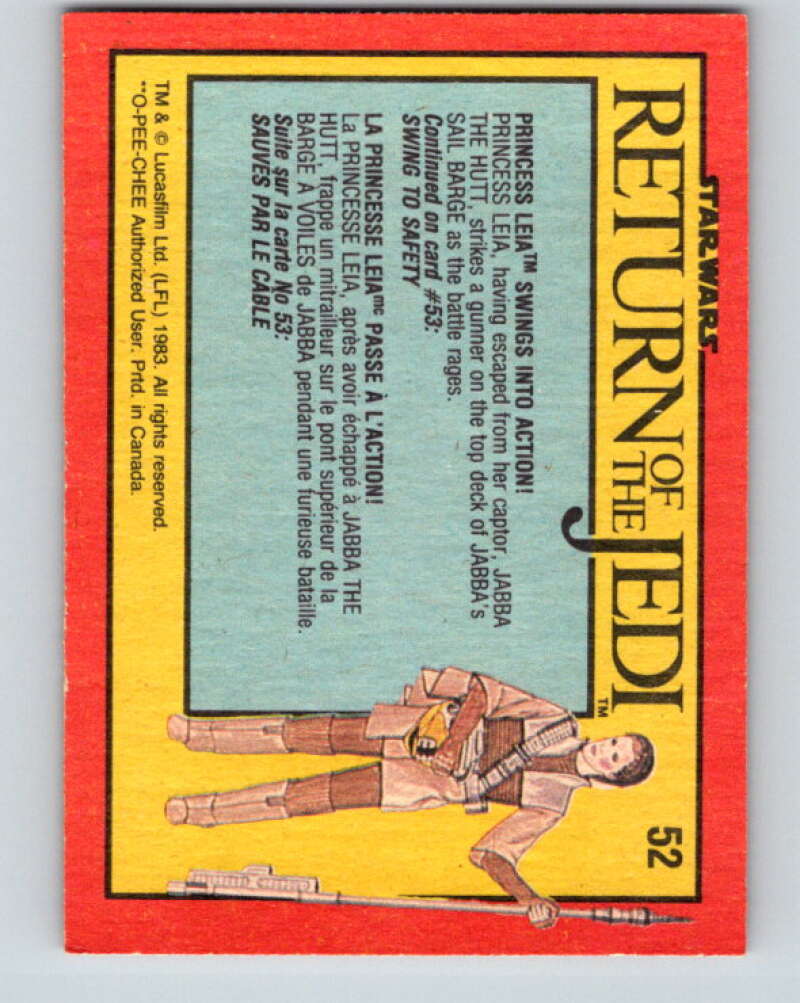 STAR WARS
RETURN OF THE JEDI™
52
PRINCESS LEIA™ SWINGS INTO ACTION!
PRINCESS LEIA, having escaped from her captor, JABBA
THE HUTT, strikes a gunner on the top deck of JABBA's
SAIL BARGE as the battle rages.
Continued on card #53:
SWING TO SAFETY
LA PRINCESSE LEIAmc PASSE À L'ACTION!
La PRINCESSE LEIA, après avoir échappé à JABBA THE
HUTT, frappe un mitrailleur sur le pont supérieur de la
BARGE À VOILES de JABBA pendant une furieuse bataille.
Suite sur la carte No 53:
SAUVÉS PAR LE CÂBLE
TM & © Lucasfilm Ltd. (LFL) 1983. All rights reserved.
**O-PEE-CHEE Authorized User. Prtd. in Canada.